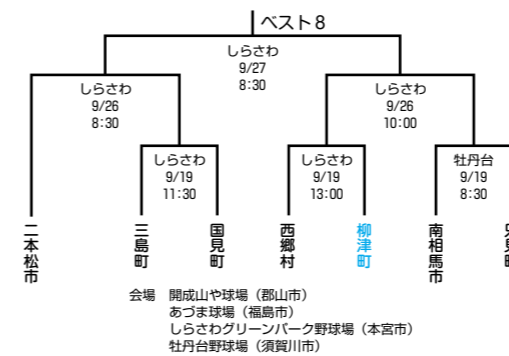 ベスト8
しらさわ
9/27
8:30
しらさわ
9/26
8:30
しらさわ
9/26
10:00
しらさわ
9/19
11:30
しらさわ
9/19
13:00
牡丹台
9/19
8:30
二本松市
三島町
国見町
西郷村
柳津町
南相馬市
会場 開成山や球場（郡山市）
あづま球場（福島市）
しらさわグリーンパーク野球場（本宮市）
牡丹台野球場（須賀川市）